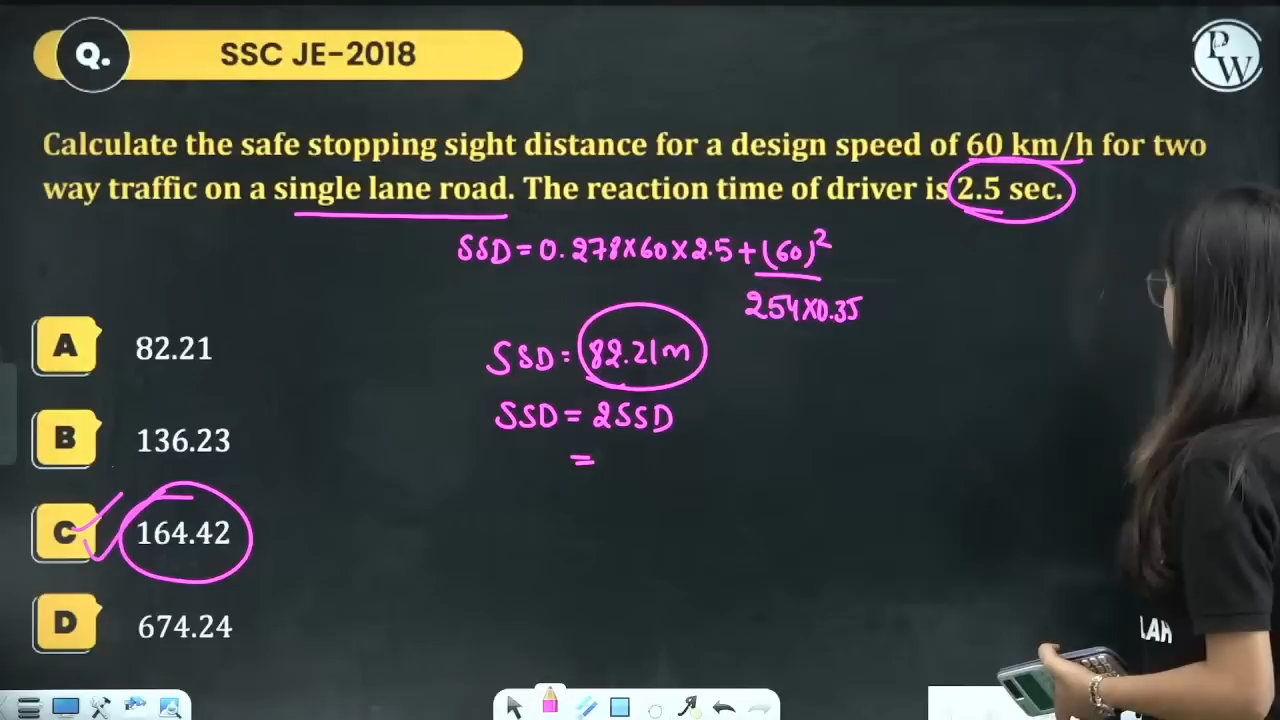 Q.
SSC JE-2018
PW
Calculate the safe stopping sight distance for a design speed of 60 km/h for two
way traffic on a single lane road. The reaction time of driver is 2.5 sec.
SSD = 0.278×60×2.5+(60)²
254×0.35
A 82.21
SSD = 82.21m
SSD = 2SSD
=
B 136.23
C 164.42
D 674.24
LAH